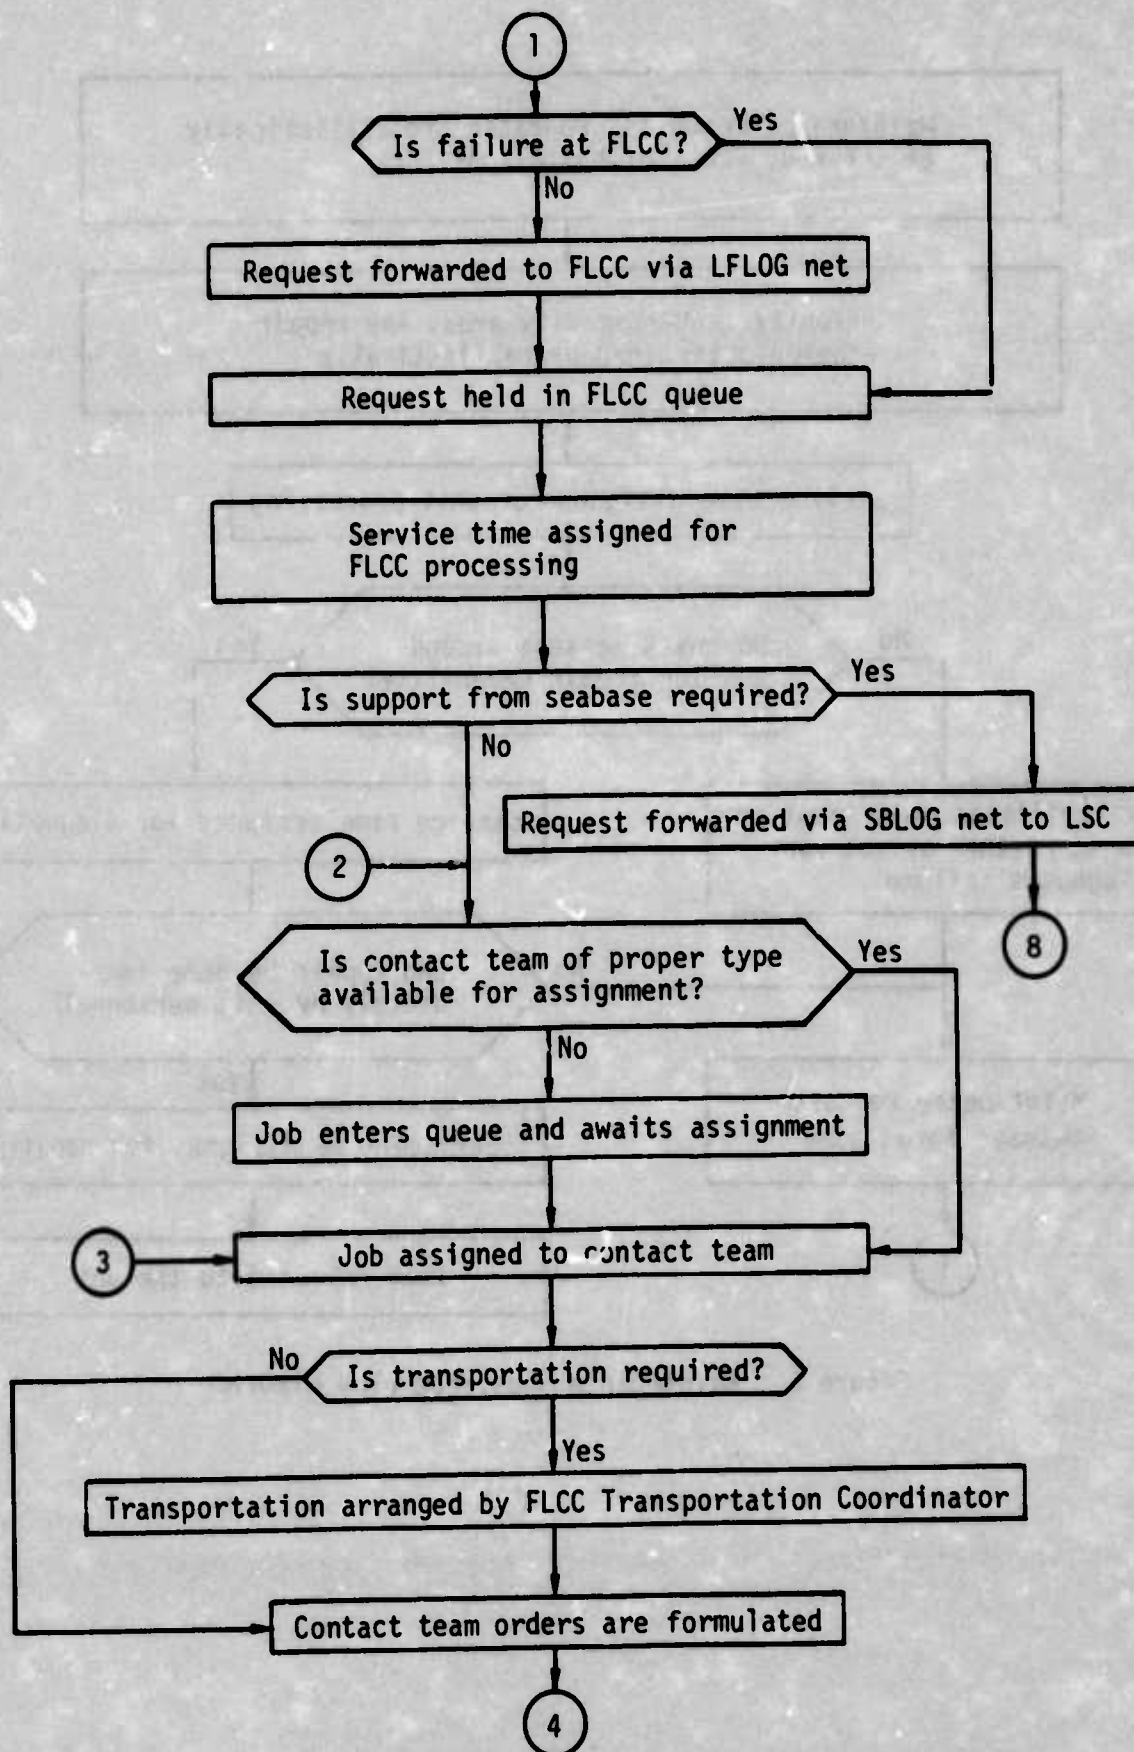 1
Is failure at FLCC?
Yes
No
Request forwarded to FLCC via LFLOG net
Request held in FLCC queue
Service time assigned for
FLCC processing
Is support from seabase required?
Yes
No
Request forwarded via SBLOG net to LSC
2
8
Is contact team of proper type
available for assignment?
Yes
No
Job enters queue and awaits assignment
3
Job assigned to contact team
No
Is transportation required?
Yes
Transportation arranged by FLCC Transportation Coordinator
Contact team orders are formulated
4